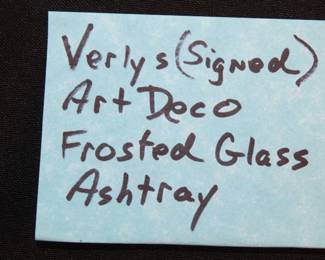 Verlys (Signed)
Art Deco
Frosted Glass
Ashtray